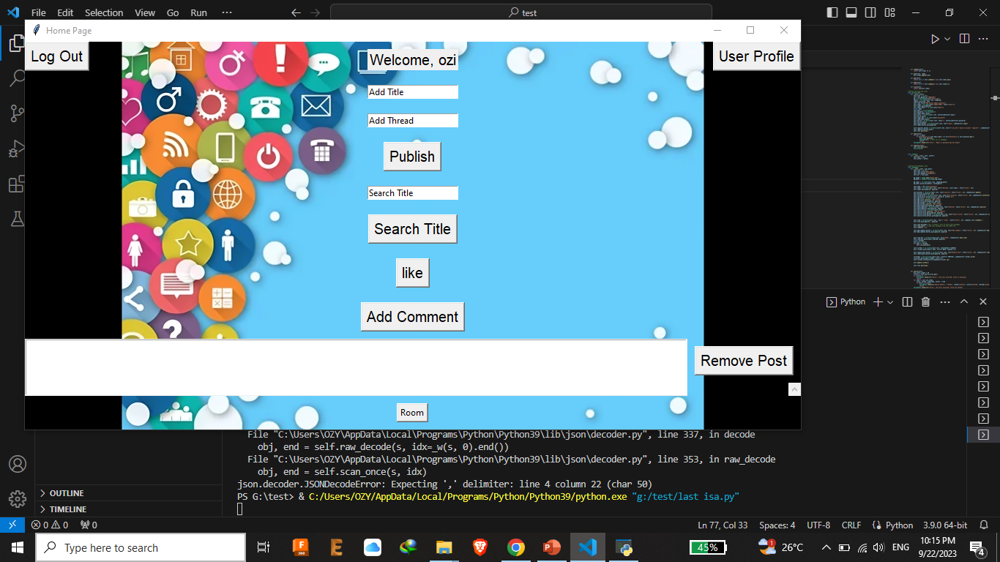 File Edit Selection View Go Run ··· test
Home Page
Log Out
User Profile
Welcome, ozi
Add Title
Add Thread
Publish
Search Title
Search Title
like
Add Comment
Remove Post
Room
Python
File "C:\Users\OZY\AppData\Local\Programs\Python\Python39\lib\json\decoder.py", line 337, in decode
obj, end = self.raw_decode(s, idx=_w(s, 0).end())
File "C:\Users\OZY\AppData\Local\Programs\Python\Python39\lib\json\decoder.py", line 353, in raw_decode
obj, end = self.scan_once(s, idx)
json.decoder.JSONDecodeError: Expecting ',' delimiter: line 4 column 22 (char 50)
PS G:\test> & C:/Users/OZY/AppData/Local/Programs/Python/Python39/python.exe "g:/test/last isa.py"
OUTLINE
TIMELINE
0 0 0 Ln 77, Col 33 Spaces: 4 UTF-8 CRLF Python 3.9.0 64-bit
Type here to search
45%
1
26°C
ENG
10:15 PM
9/22/2023
4